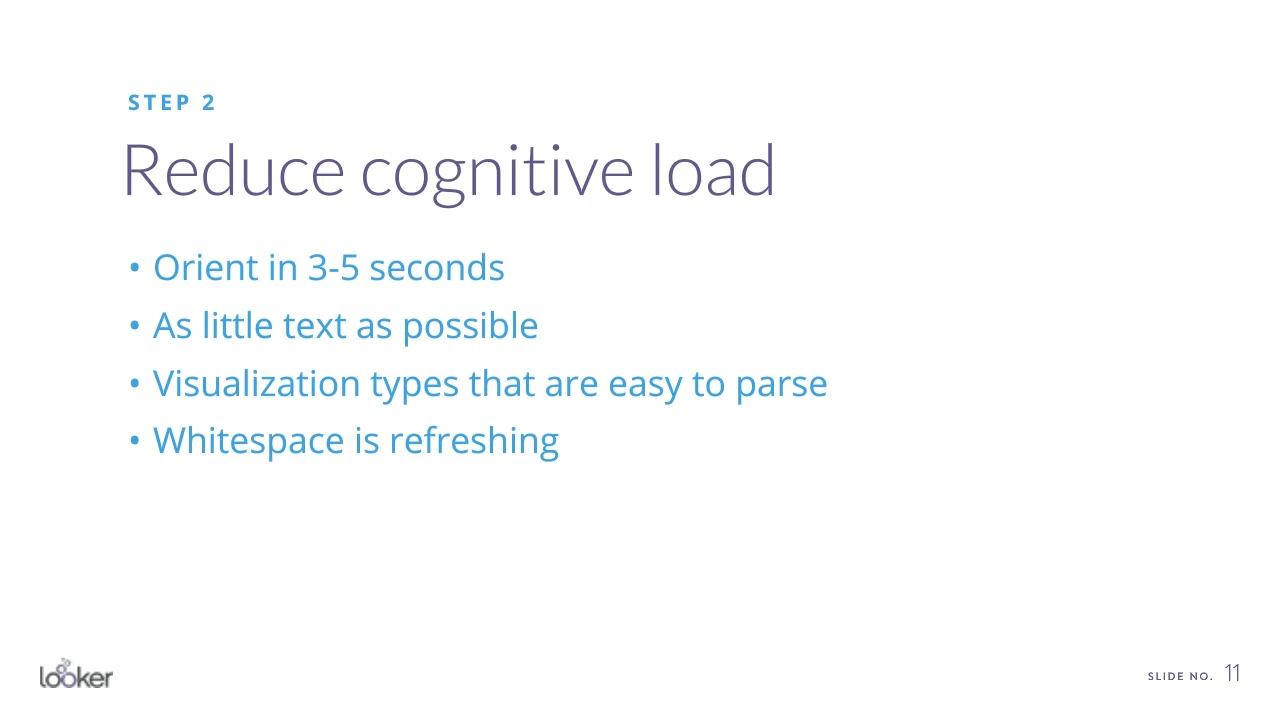 STEP 2
Reduce cognitive load
• Orient in 3-5 seconds
• As little text as possible
• Visualization types that are easy to parse
• Whitespace is refreshing
looker
SLIDE NO. 11